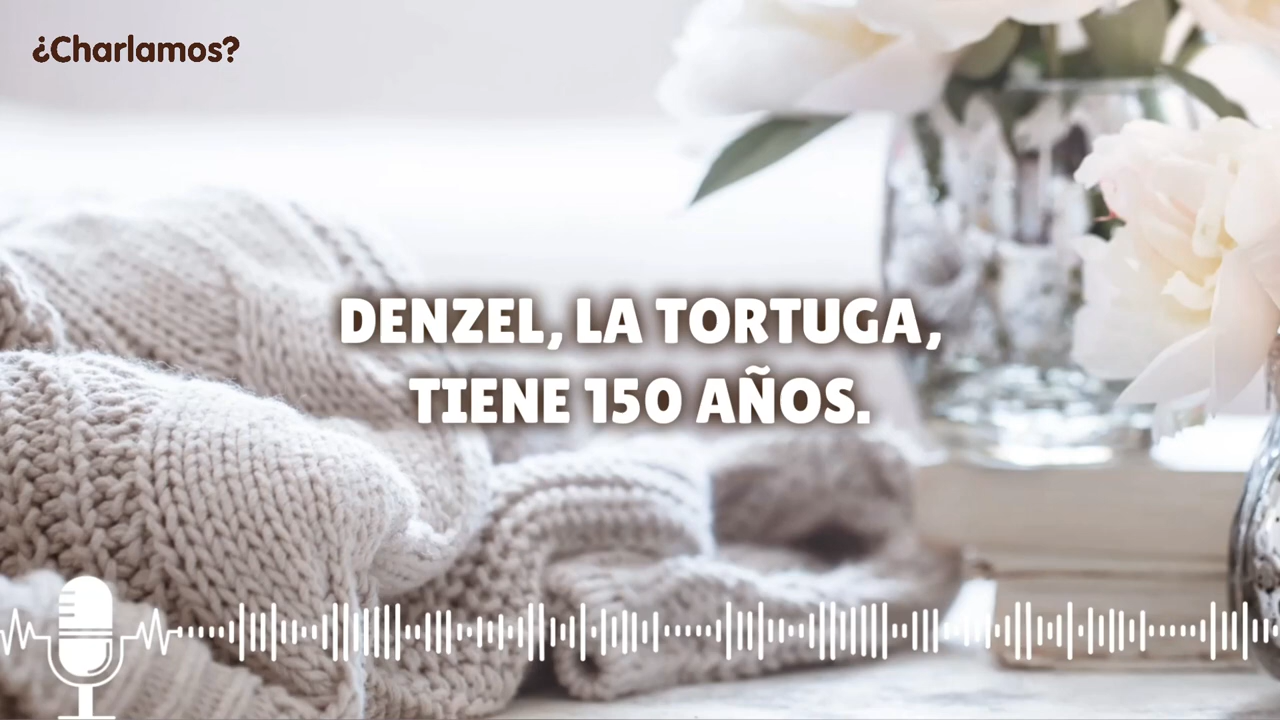 ¿Charlamos?
DENZEL, LA TORTUGA,
TIENE 150 AÑOS.